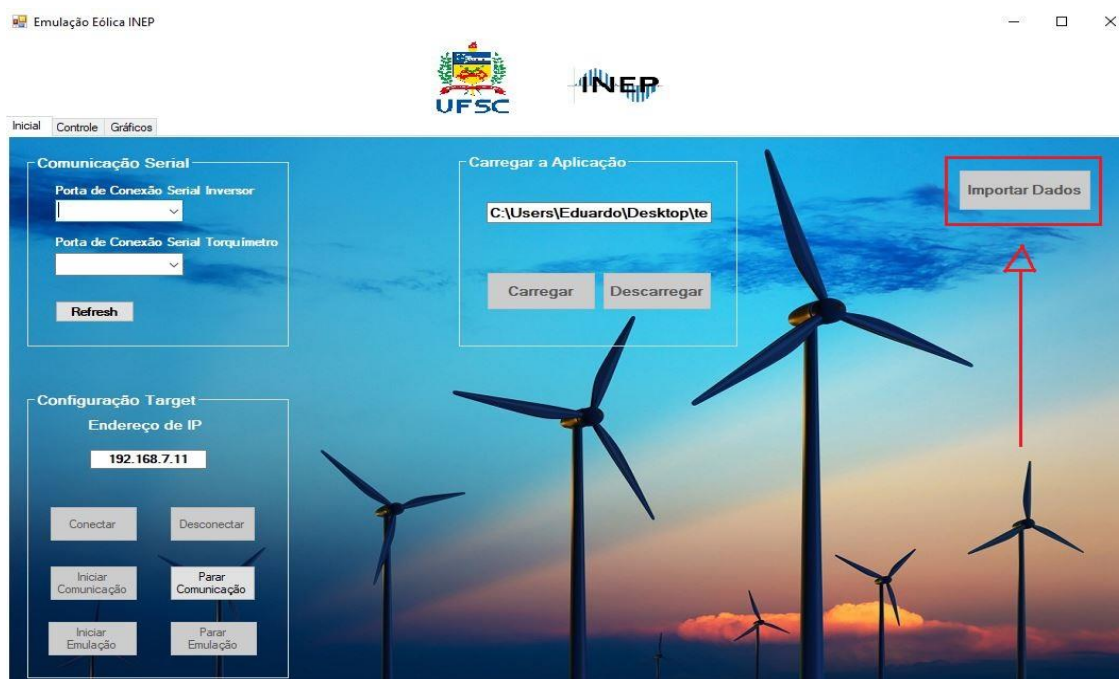 Emulação Eólica INEP
UFSC
INEP
Inicial Controle Gráficos
Comunicação Serial
Porta de Conexão Serial Inversor
Porta de Conexão Serial Torquímetro
Refresh
Carregar a Aplicação
C:\Users\Eduardo\Desktop\te
Carregar Descarregar
Importar Dados
Configuração Target
Endereço de IP
192.168.7.11
Conectar Desconectar
Iniciar
Comunicação
Parar
Comunicação
Iniciar
Emulação
Parar
Emulação